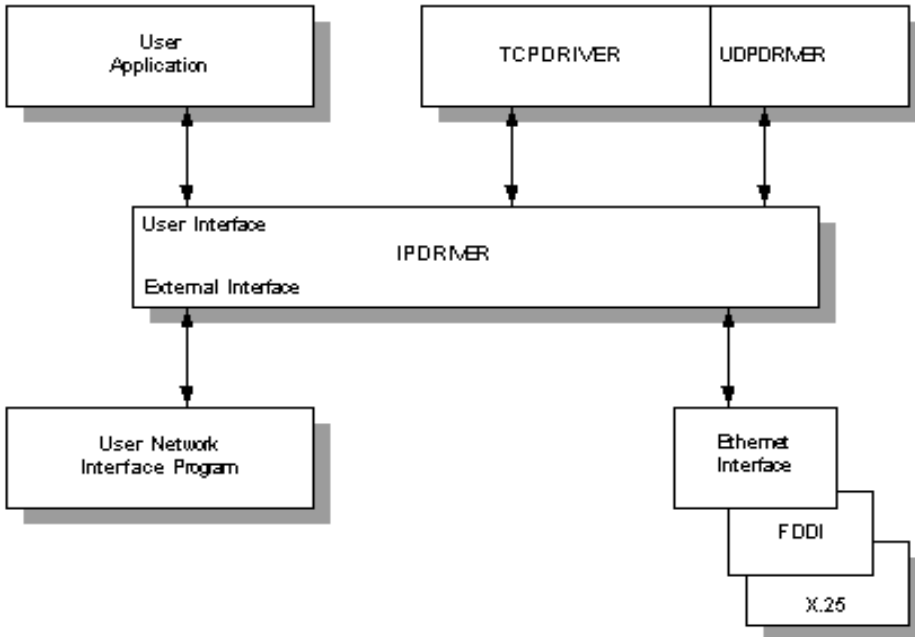 User
Application
TCPDRIVER
UDPDRIVER
User Interface
IPDRIVER
External Interface
User Network
Interface Program
Ethernet
Interface
FDDI
X.25